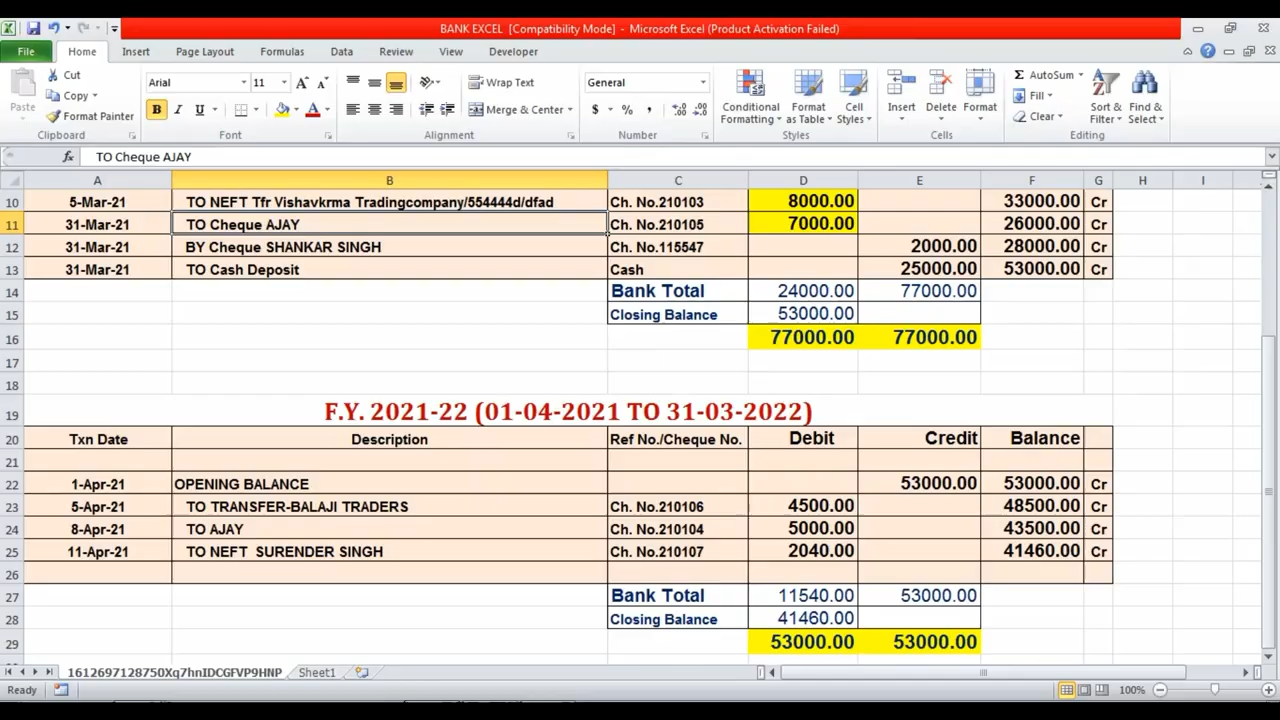 BANK EXCEL [Compatibility Mode] - Microsoft Excel (Product Activation Failed)
File Home Insert Page Layout Formulas Data Review View Developer
Paste Cut Copy Format Painter
Arial 11
B I U
Wrap Text
Merge & Center
General
$ % ,
Conditional Formatting Format as Table Cell Styles
Insert Delete Format
AutoSum Fill Clear
Sort & Filter Find & Select
Clipboard Font Alignment Number Styles Cells Editing
fx TO Cheque AJAY
A B C D E F G H I
10 5-Mar-21 TO NEFT Tfr Vishavkrma Tradingcompany/554444d/dfad Ch. No.210103 8000.00 33000.00 Cr
11 31-Mar-21 TO Cheque AJAY Ch. No.210105 7000.00 26000.00 Cr
12 31-Mar-21 BY Cheque SHANKAR SINGH Ch. No.115547 2000.00 28000.00 Cr
13 31-Mar-21 TO Cash Deposit Cash 25000.00 53000.00 Cr
14 Bank Total 24000.00 77000.00
15 Closing Balance 53000.00
16 77000.00 77000.00
17
18
19 F.Y. 2021-22 (01-04-2021 TO 31-03-2022)
20 Txn Date Description Ref No./Cheque No. Debit Credit Balance
21
22 1-Apr-21 OPENING BALANCE 53000.00 53000.00 Cr
23 5-Apr-21 TO TRANSFER-BALAJI TRADERS Ch. No.210106 4500.00 48500.00 Cr
24 8-Apr-21 TO AJAY Ch. No.210104 5000.00 43500.00 Cr
25 11-Apr-21 TO NEFT SURENDER SINGH Ch. No.210107 2040.00 41460.00 Cr
26
27 Bank Total 11540.00 53000.00
28 Closing Balance 41460.00
29 53000.00 53000.00
1612697128750Xq7hnIDCGFVP9HNP Sheet1
Ready 100%